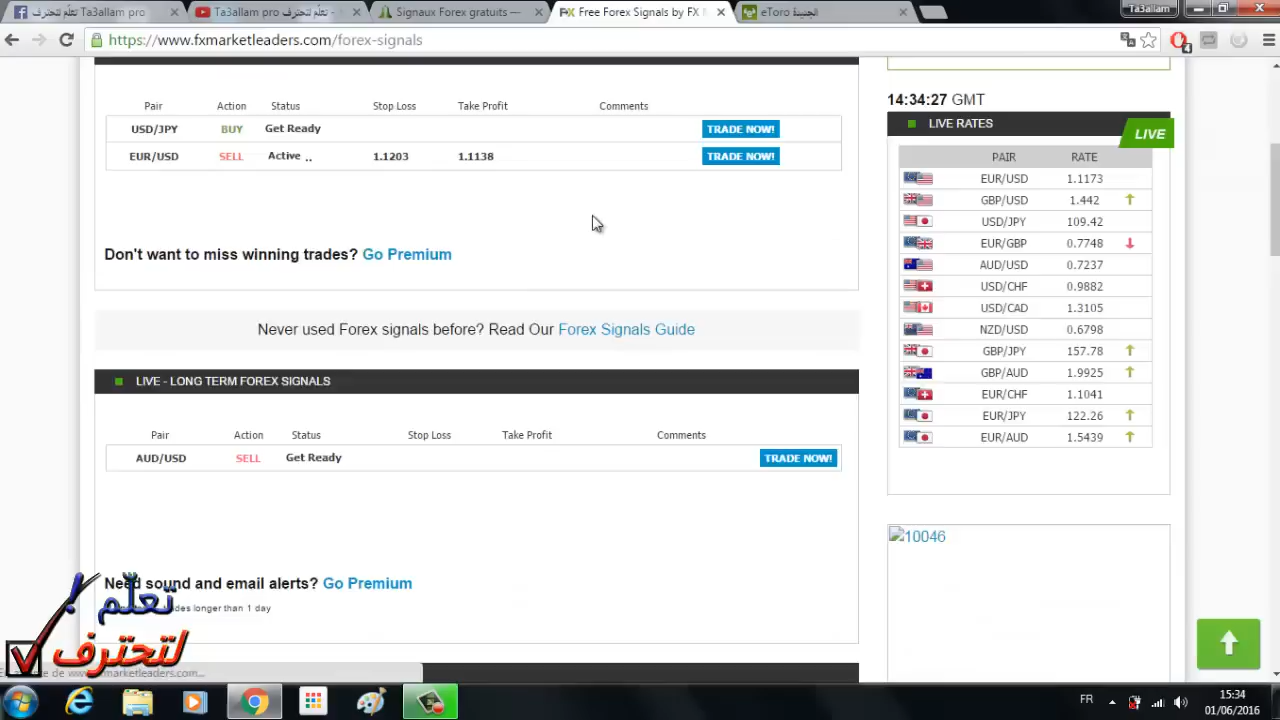 Ta3allam pro - تعلّم لتحترف
Ta3allam pro - تعلّم لتحترف
Signaux Forex gratuits —
Free Forex Signals by FX
eToro الجديدة
Ta3allam
https://www.fxmarketleaders.com/forex-signals
4
Pair Action Status Stop Loss Take Profit Comments
USD/JPY BUY Get Ready TRADE NOW!
EUR/USD SELL Active .. 1.1203 1.1138 TRADE NOW!
Don't want to miss winning trades? Go Premium
Never used Forex signals before? Read Our Forex Signals Guide
LIVE - LONG TERM FOREX SIGNALS
Pair Action Status Stop Loss Take Profit Comments
AUD/USD SELL Get Ready TRADE NOW!
Need sound and email alerts? Go Premium
longer than 1 day
14:34:27 GMT
LIVE RATES
LIVE
PAIR RATE
EUR/USD 1.1173
GBP/USD 1.442
USD/JPY 109.42
EUR/GBP 0.7748
AUD/USD 0.7237
USD/CHF 0.9882
USD/CAD 1.3105
NZD/USD 0.6798
GBP/JPY 157.78
GBP/AUD 1.9925
EUR/CHF 1.1041
EUR/JPY 122.26
EUR/AUD 1.5439
10046
تعلّم
لتحترف
FR
15:34
01/06/2016